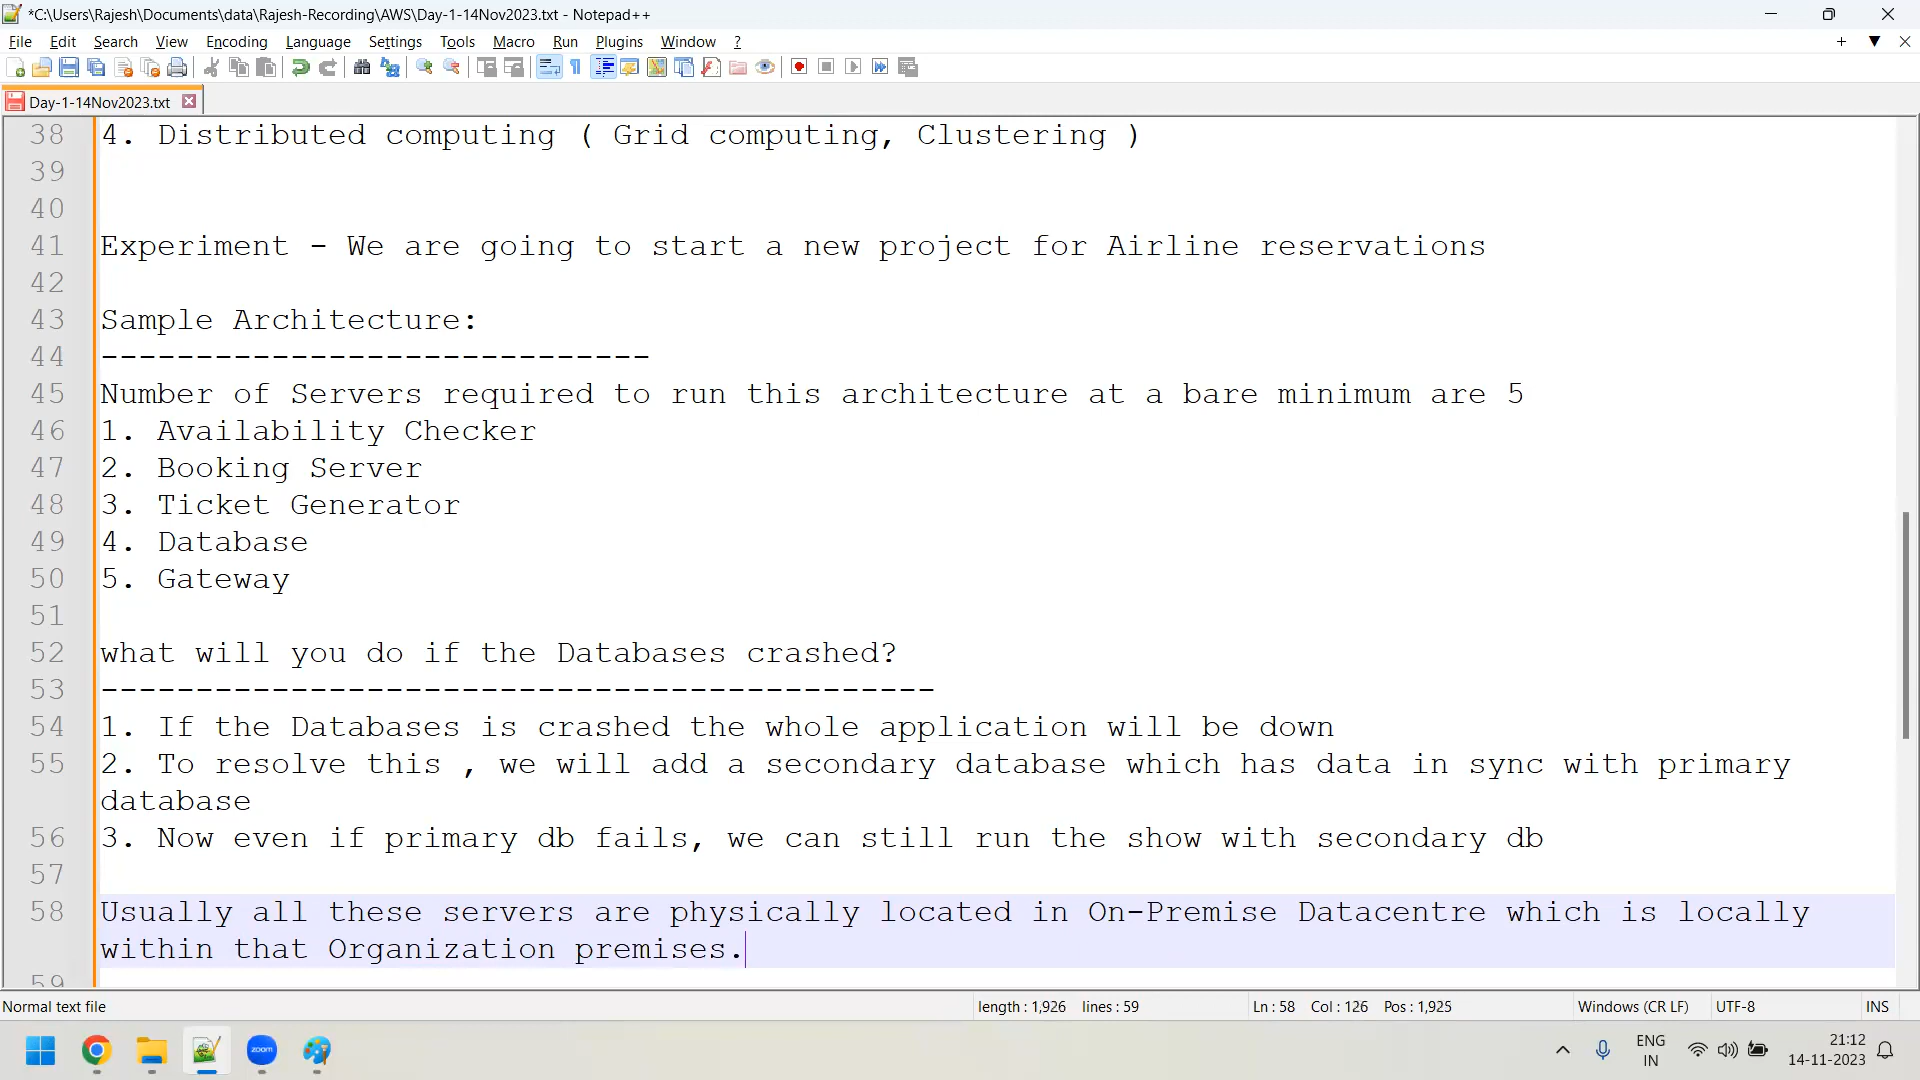 *C:\Users\Rajesh\Documents\data\Rajesh-Recording\AWS\Day-1-14Nov2023.txt - Notepad++
File Edit Search View Encoding Language Settings Tools Macro Run Plugins Window ?
Day-1-14Nov2023.txt
38 4. Distributed computing ( Grid computing, Clustering )
39
40
41 Experiment - We are going to start a new project for Airline reservations
42
43 Sample Architecture:
44 -----------------------------
45 Number of Servers required to run this architecture at a bare minimum are 5
46 1. Availability Checker
47 2. Booking Server
48 3. Ticket Generator
49 4. Database
50 5. Gateway
51
52 what will you do if the Databases crashed?
53 --------------------------------------------
54 1. If the Databases is crashed the whole application will be down
55 2. To resolve this , we will add a secondary database which has data in sync with primary
database
56 3. Now even if primary db fails, we can still run the show with secondary db
57
58 Usually all these servers are physically located in On-Premise Datacentre which is locally
within that Organization premises.
59
Normal text file length : 1,926 lines : 59 Ln : 58 Col : 126 Pos : 1,925 Windows (CR LF) UTF-8 INS
zoom
ENG
IN
21:12
14-11-2023